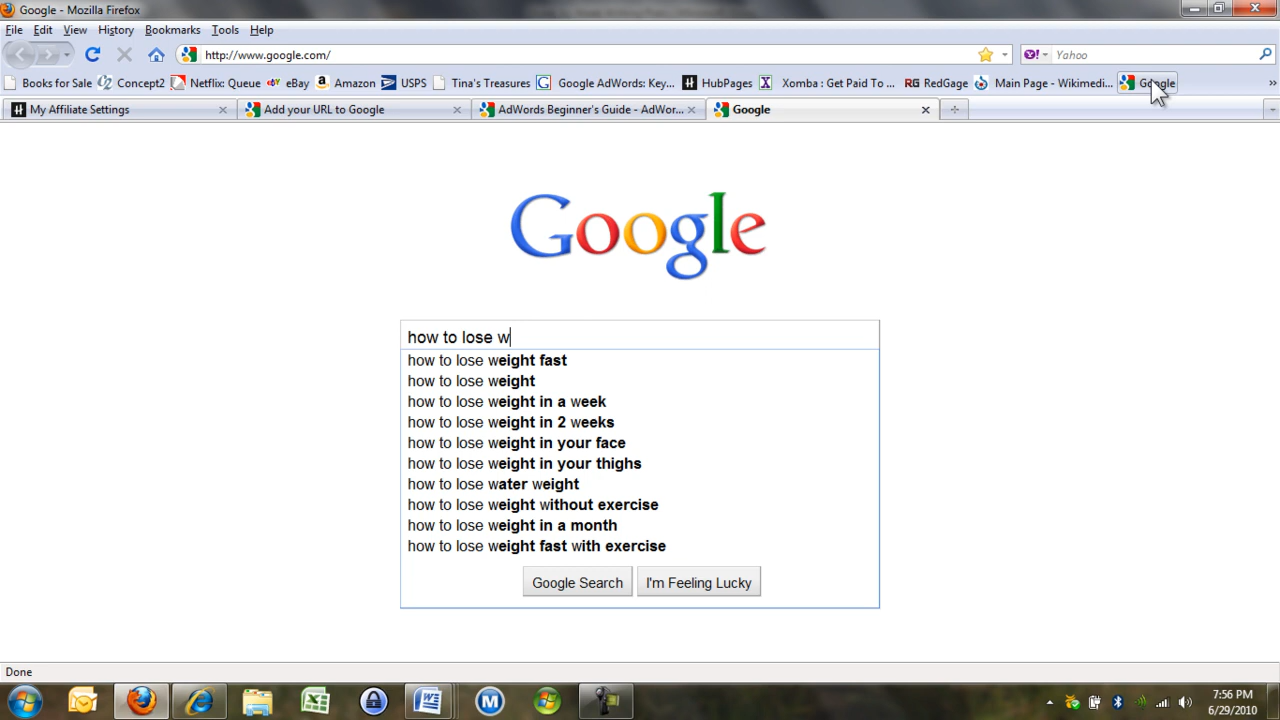 Google - Mozilla Firefox
File Edit View History Bookmarks Tools Help
http://www.google.com/ Yahoo
Books for Sale Concept2 Netflix: Queue eBay Amazon USPS Tina's Treasures Google AdWords: Key... HubPages Xomba : Get Paid To ... RedGage Main Page - Wikimedi... Google
My Affiliate Settings Add your URL to Google AdWords Beginner's Guide - AdWor... Google
Google
how to lose w
how to lose weight fast
how to lose weight
how to lose weight in a week
how to lose weight in 2 weeks
how to lose weight in your face
how to lose weight in your thighs
how to lose water weight
how to lose weight without exercise
how to lose weight in a month
how to lose weight fast with exercise
Google Search I'm Feeling Lucky
Done
7:56 PM
6/29/2010